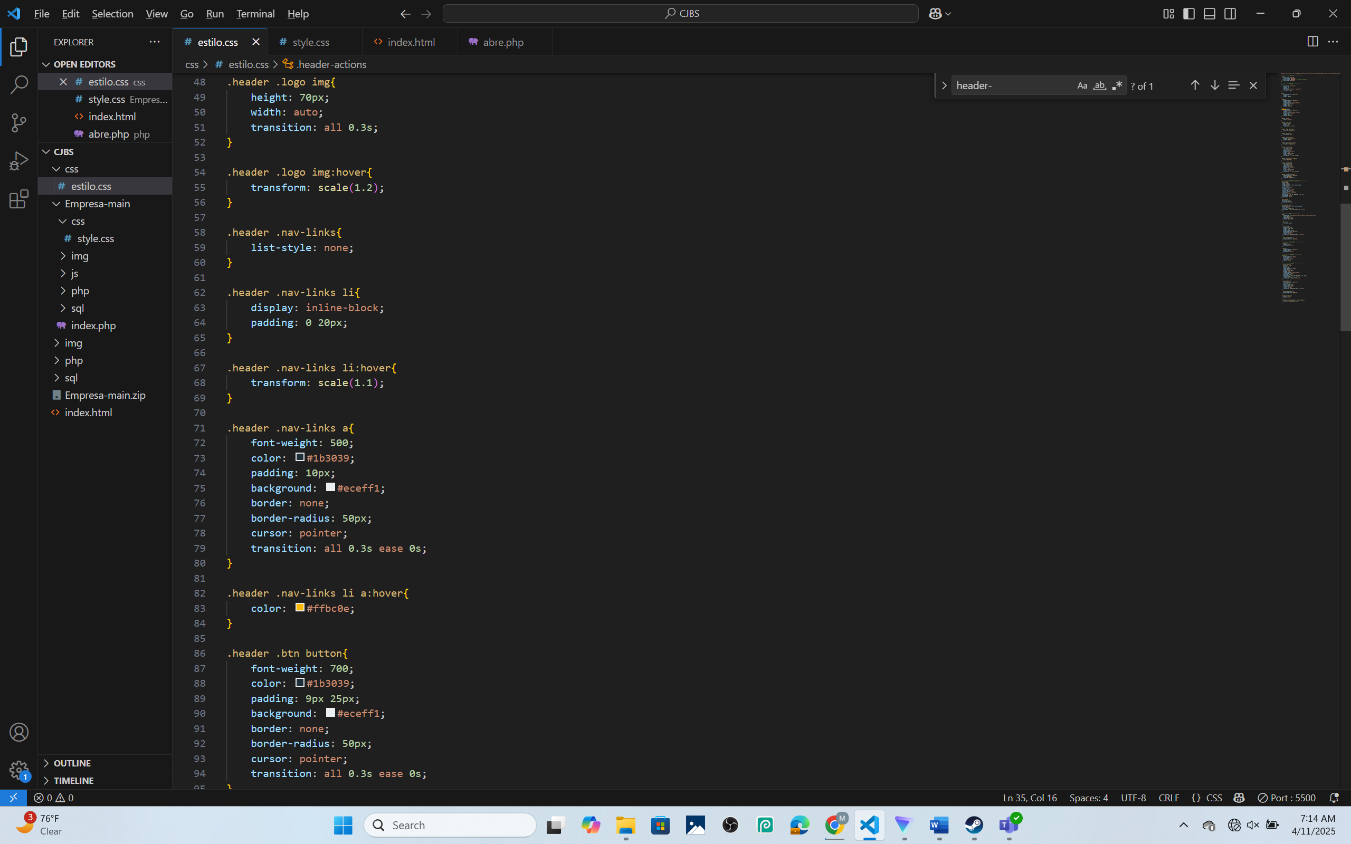 File Edit Selection View Go Run Terminal Help
CJBS
EXPLORER
OPEN EDITORS
estilo.css css
style.css Empres...
index.html
abre.php php
CJBS
css
estilo.css
Empresa-main
css
style.css
img
js
php
sql
index.php
img
php
sql
Empresa-main.zip
index.html
OUTLINE
TIMELINE
1
estilo.css
style.css
index.html
abre.php
css > # estilo.css > .header-actions
header-
Aa ab ? of 1
48 .header .logo img{
49 height: 70px;
50 width: auto;
51 transition: all 0.3s;
52 }
53
54 .header .logo img:hover{
55 transform: scale(1.2);
56 }
57
58 .header .nav-links{
59 list-style: none;
60 }
61
62 .header .nav-links li{
63 display: inline-block;
64 padding: 0 20px;
65 }
66
67 .header .nav-links li:hover{
68 transform: scale(1.1);
69 }
70
71 .header .nav-links a{
72 font-weight: 500;
73 color: #1b3039;
74 padding: 10px;
75 background: #eceff1;
76 border: none;
77 border-radius: 50px;
78 cursor: pointer;
79 transition: all 0.3s ease 0s;
80 }
81
82 .header .nav-links li a:hover{
83 color: #ffbc0e;
84 }
85
86 .header .btn button{
87 font-weight: 700;
88 color: #1b3039;
89 padding: 9px 25px;
90 background: #eceff1;
91 border: none;
92 border-radius: 50px;
93 cursor: pointer;
94 transition: all 0.3s ease 0s;
95 }
0 0
Ln 35, Col 16 Spaces: 4 UTF-8 CRLF {} CSS Port : 5500
3
76°F
Clear
Search
M
7:14 AM
4/11/2025